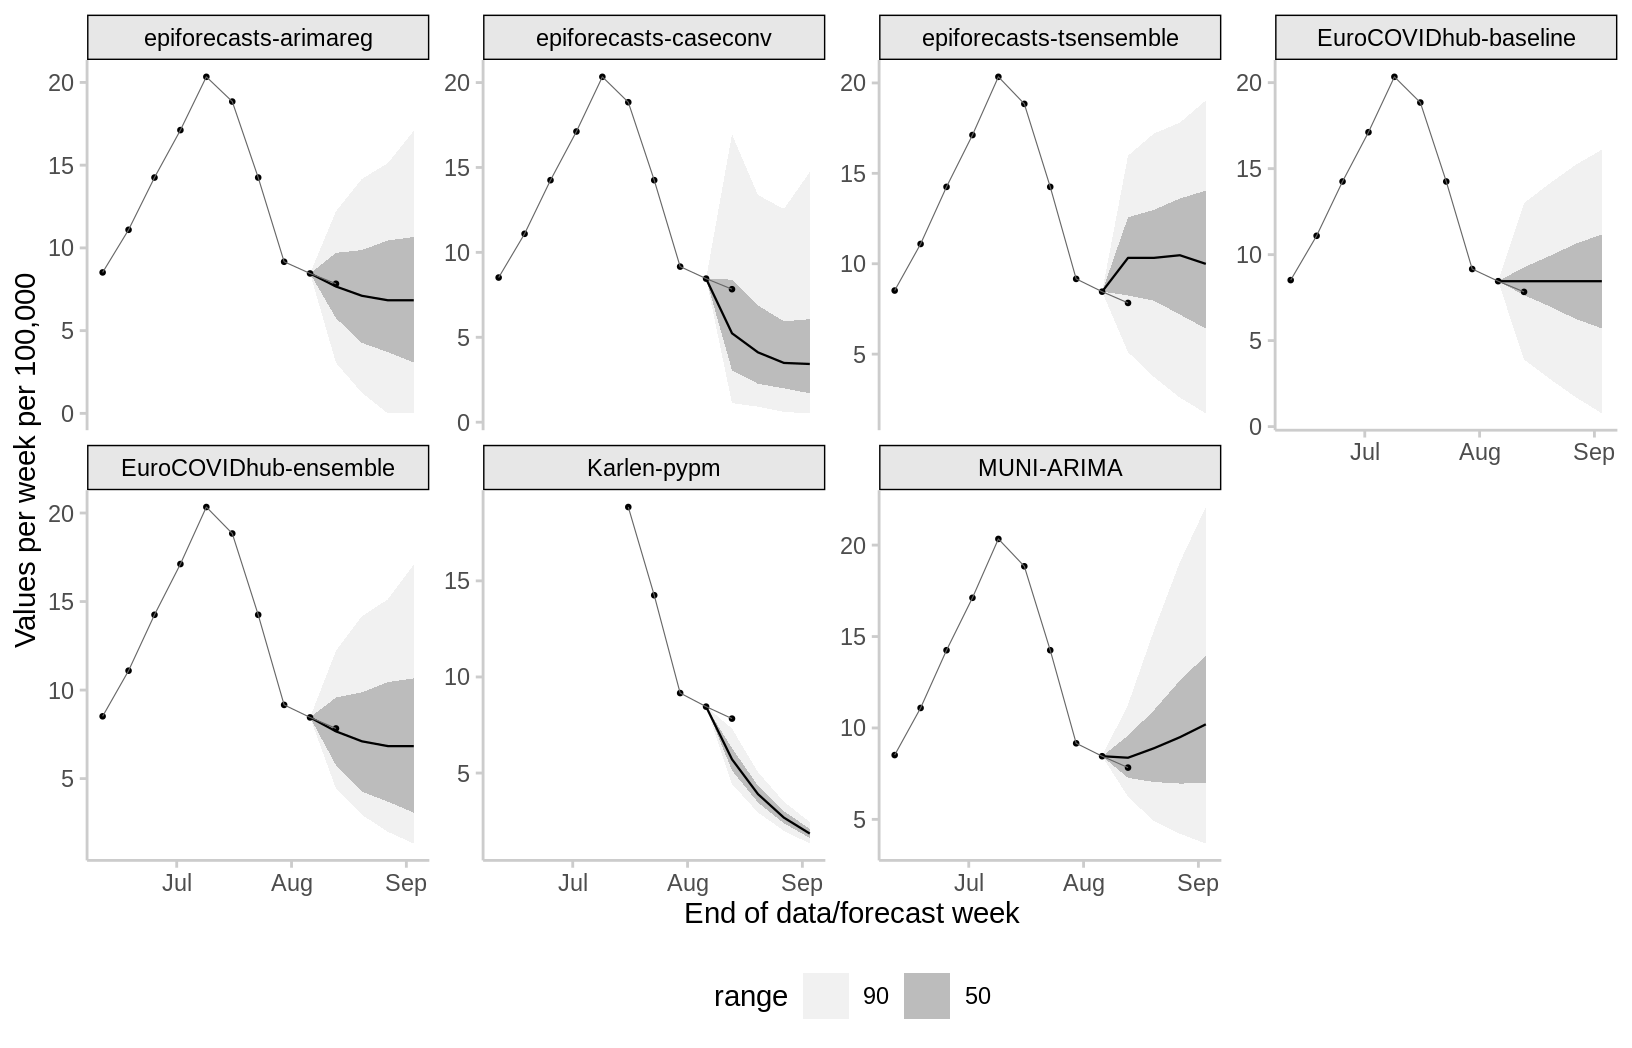 epiforecasts-arimareg
epiforecasts-caseconv
epiforecasts-tsensemble
EuroCOVIDhub-baseline
20
15
10
5
0
20
15
10
5
0
20
15
10
5
20
15
10
5
0
Jul Aug Sep
Values per week per 100,000
EuroCOVIDhub-ensemble
Karlen-pypm
MUNI-ARIMA
20
15
10
5
15
10
5
20
15
10
5
Jul Aug Sep
Jul Aug Sep
Jul Aug Sep
End of data/forecast week
range 90 50